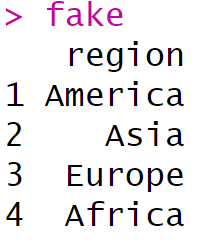 > fake
region
1 America
2 Asia
3 Europe
4 Africa